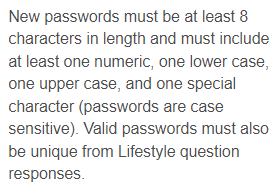 New passwords must be at least 8
characters in length and must include
at least one numeric, one lower case,
one upper case, and one special
character (passwords are case
sensitive). Valid passwords must also
be unique from Lifestyle question
responses.